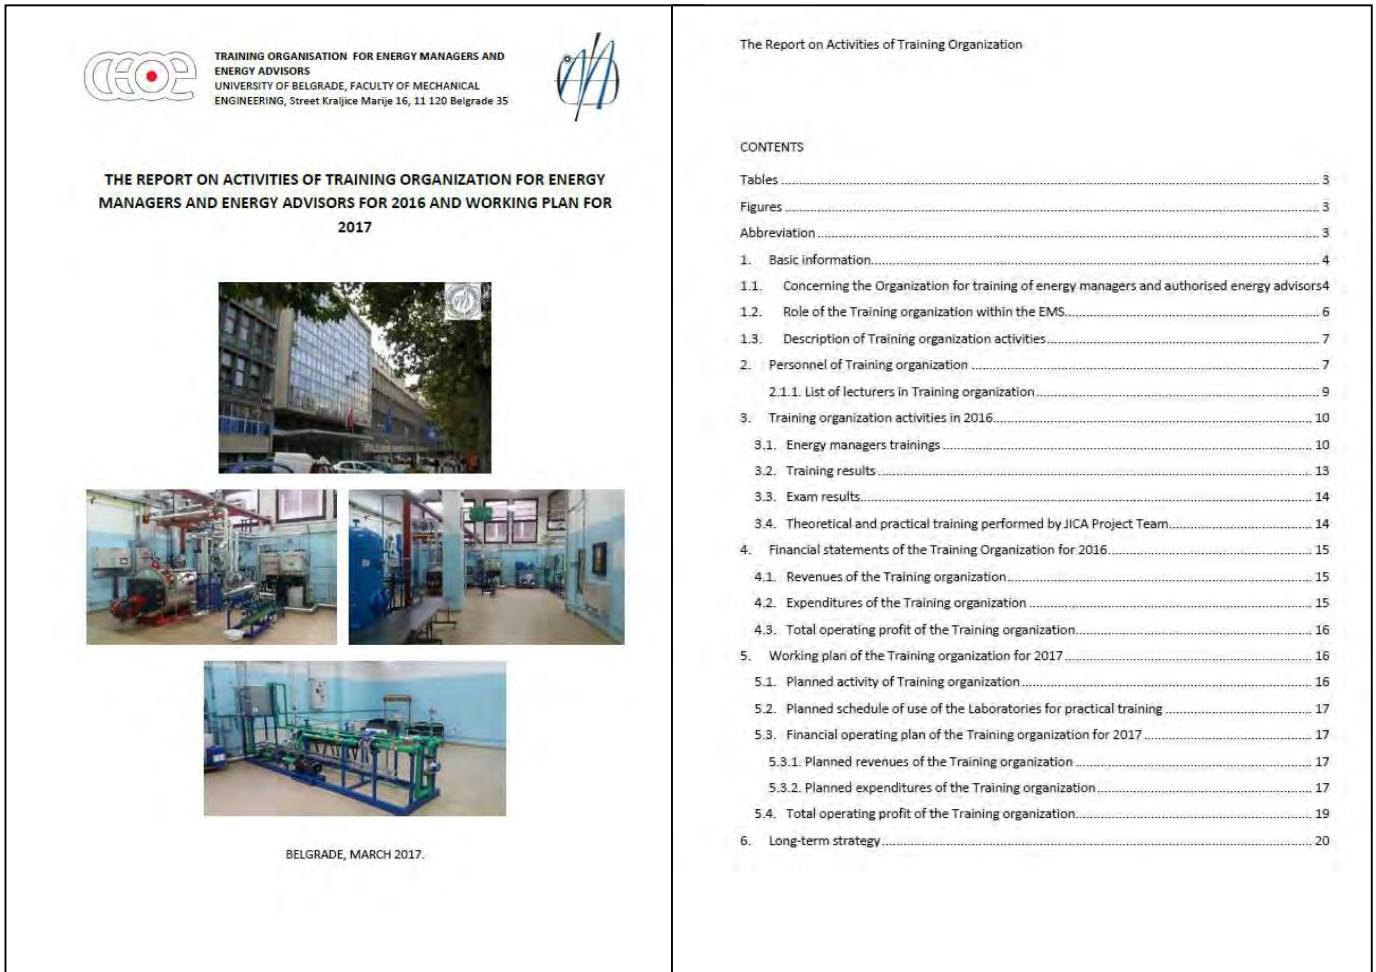 TRAINING ORGANISATION FOR ENERGY MANAGERS AND
ENERGY ADVISORS
UNIVERSITY OF BELGRADE, FACULTY OF MECHANICAL
ENGINEERING, Street Kraljice Marije 16, 11 120 Belgrade 35
THE REPORT ON ACTIVITIES OF TRAINING ORGANIZATION FOR ENERGY
MANAGERS AND ENERGY ADVISORS FOR 2016 AND WORKING PLAN FOR
2017
BELGRADE, MARCH 2017.
The Report on Activities of Training Organization
CONTENTS
Tables 3
Figures 3
Abbreviation 3
1. Basic information 4
1.1. Concerning the Organization for training of energy managers and authorised energy advisors4
1.2. Role of the Training organization within the EMS 6
1.3. Description of Training organization activities 7
2. Personnel of Training organization 7
2.1.1. List of lecturers in Training organization 9
3. Training organization activities in 2016 10
3.1. Energy managers trainings 10
3.2. Training results 13
3.3. Exam results 14
3.4. Theoretical and practical training performed by JICA Project Team 14
4. Financial statements of the Training Organization for 2016 15
4.1. Revenues of the Training organization 15
4.2. Expenditures of the Training organization 15
4.3. Total operating profit of the Training organization 16
5. Working plan of the Training organization for 2017 16
5.1. Planned activity of Training organization 16
5.2. Planned schedule of use of the Laboratories for practical training 17
5.3. Financial operating plan of the Training organization for 2017 17
5.3.1. Planned revenues of the Training organization 17
5.3.2. Planned expenditures of the Training organization 17
5.4. Total operating profit of the Training organization 19
6. Long-term strategy 20